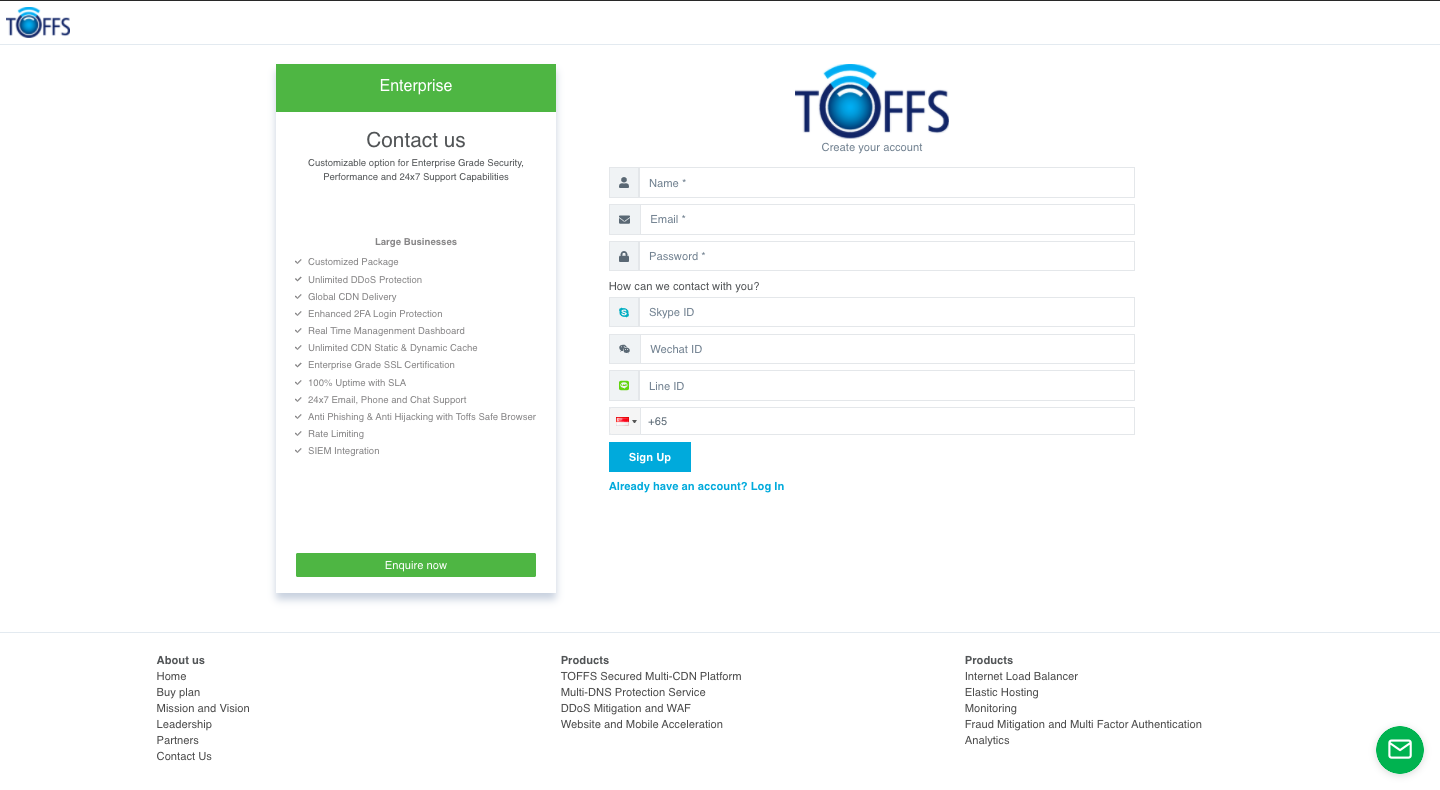 TOFFS
Enterprise
Contact us
Customizable option for Enterprise Grade Security,
Performance and 24x7 Support Capabilities
Large Businesses
Customized Package
Unlimited DDoS Protection
Global CDN Delivery
Enhanced 2FA Login Protection
Real Time Managenment Dashboard
Unlimited CDN Static & Dynamic Cache
Enterprise Grade SSL Certification
100% Uptime with SLA
24x7 Email, Phone and Chat Support
Anti Phishing & Anti Hijacking with Toffs Safe Browser
Rate Limiting
SIEM Integration
Enquire now
TOFFS
Create your account
Name *
Email *
Password *
How can we contact with you?
Skype ID
Wechat ID
Line ID
+65
Sign Up
Already have an account? Log In
About us
Home
Buy plan
Mission and Vision
Leadership
Partners
Contact Us
Products
TOFFS Secured Multi-CDN Platform
Multi-DNS Protection Service
DDoS Mitigation and WAF
Website and Mobile Acceleration
Products
Internet Load Balancer
Elastic Hosting
Monitoring
Fraud Mitigation and Multi Factor Authentication
Analytics